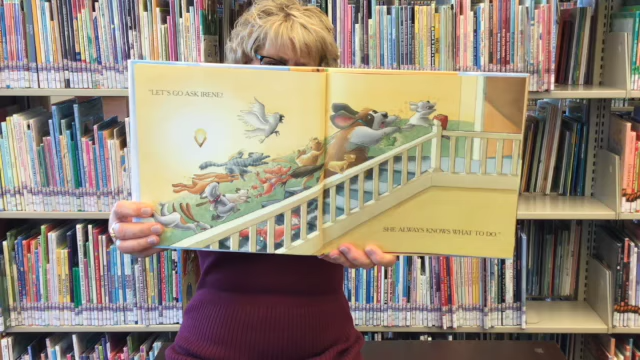 "LET'S GO ASK IRENE!
SHE ALWAYS KNOWS WHAT TO DO."